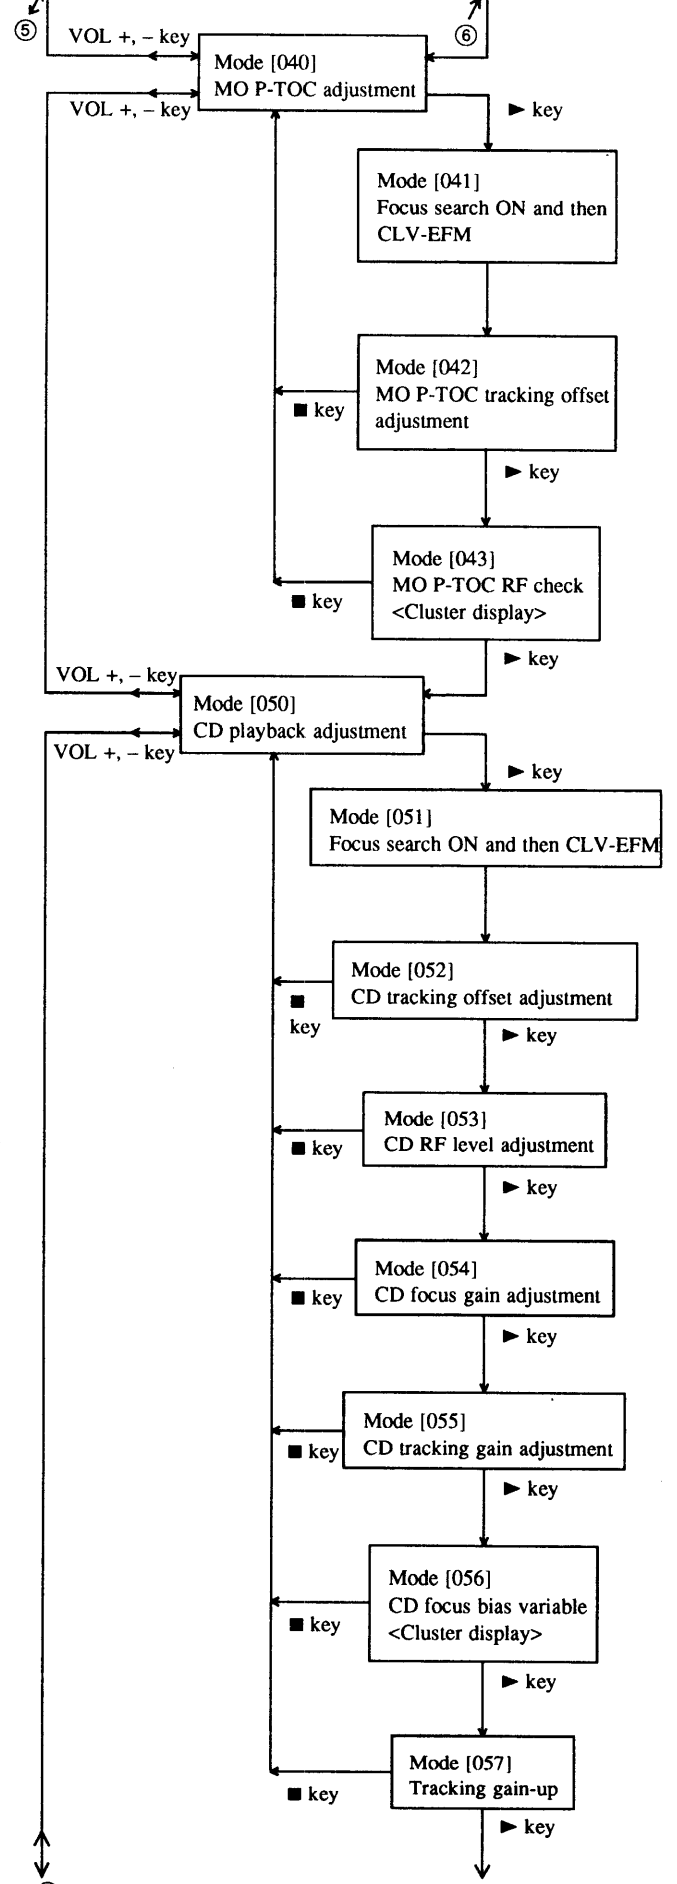 ⑤
VOL +, – key
⑥
Mode [040]
MO P-TOC adjustment
VOL +, – key
► key
Mode [041]
Focus search ON and then
CLV-EFM
Mode [042]
MO P-TOC tracking offset
adjustment
■ key
► key
Mode [043]
MO P-TOC RF check
<Cluster display>
■ key
► key
VOL +, – key
Mode [050]
CD playback adjustment
VOL +, – key
► key
Mode [051]
Focus search ON and then CLV-EFM
Mode [052]
CD tracking offset adjustment
■
key
► key
Mode [053]
CD RF level adjustment
■ key
► key
Mode [054]
CD focus gain adjustment
■ key
► key
Mode [055]
CD tracking gain adjustment
■ key
► key
Mode [056]
CD focus bias variable
<Cluster display>
■ key
► key
Mode [057]
Tracking gain-up
■ key
► key